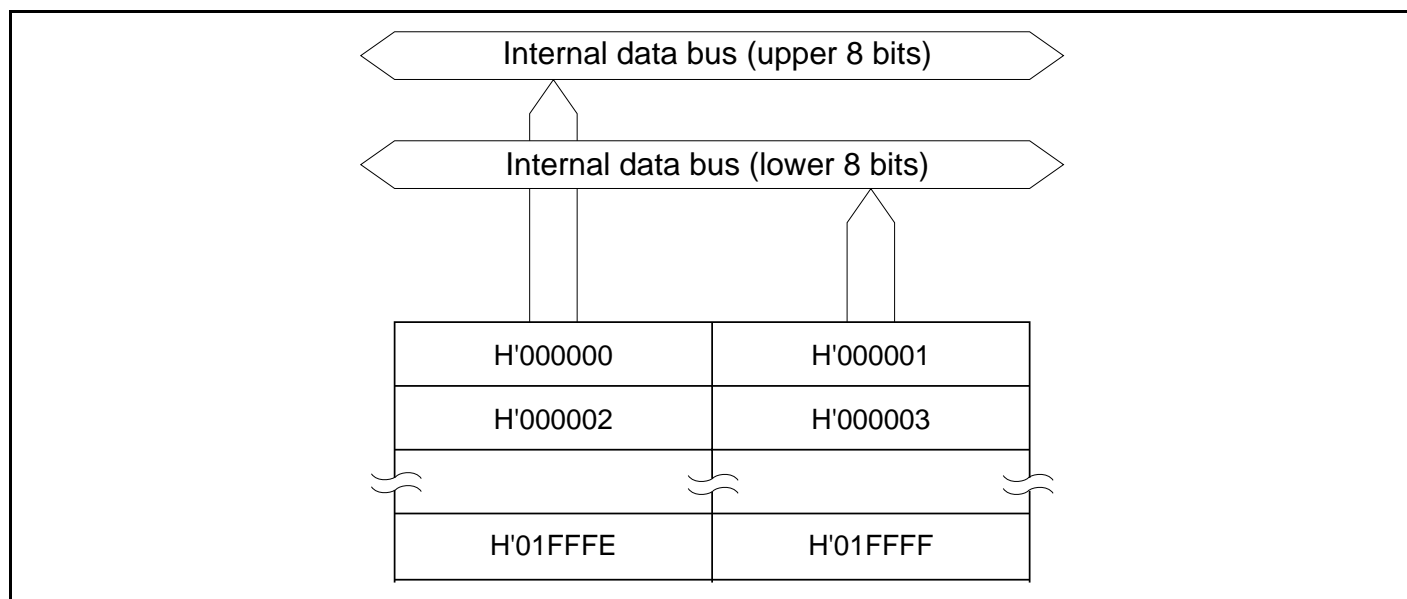 Internal data bus (upper 8 bits)
Internal data bus (lower 8 bits)
H'000000 H'000001
H'000002 H'000003
H'01FFFE H'01FFFF